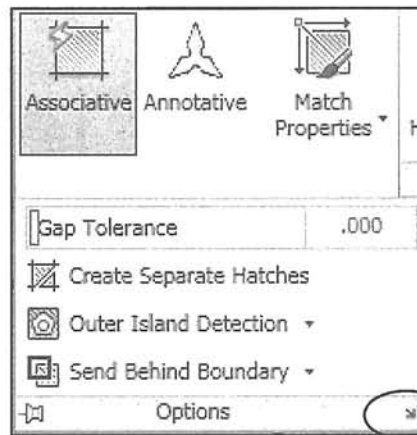 Associative Annotative Match
Properties
H
Gap Tolerance .000
Create Separate Hatches
Outer Island Detection
Send Behind Boundary
Options